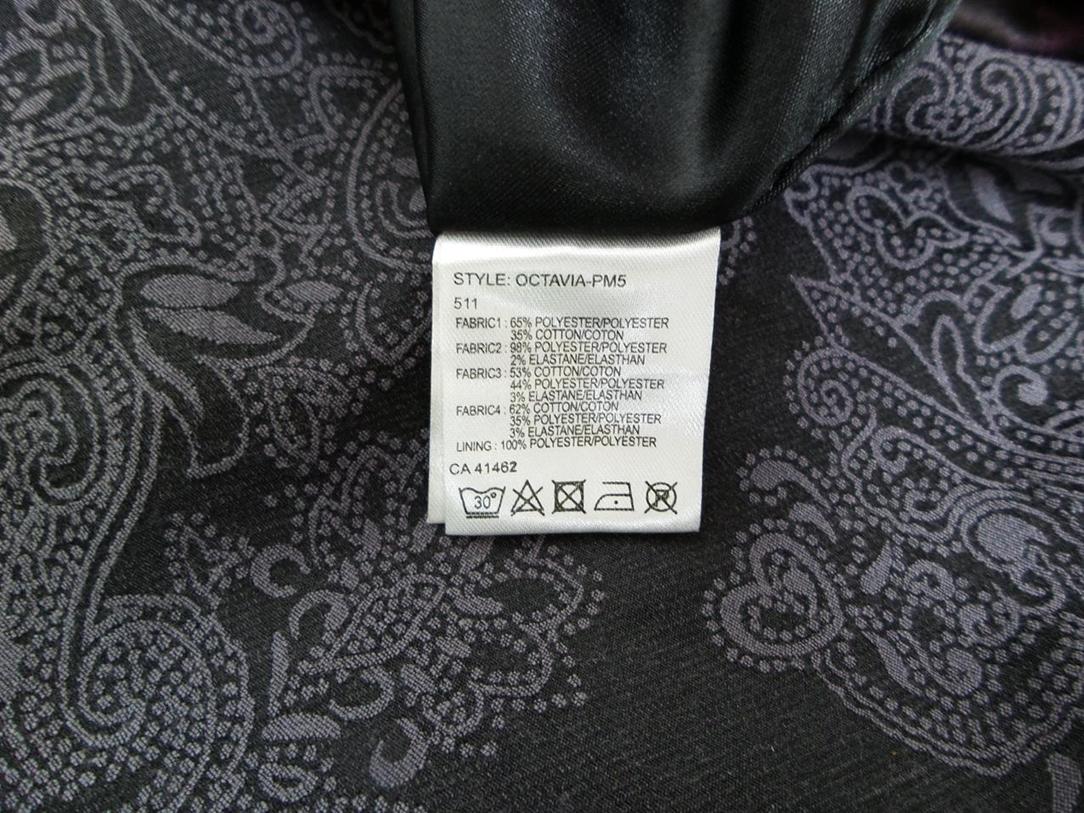 STYLE: OCTAVIA-PM5
511
FABRIC1 : 65% POLYESTER/POLYESTER
35% COTTON/COTON
FABRIC2 : 98% POLYESTER/POLYESTER
2% ELASTANE/ELASTHAN
FABRIC3 : 53% COTTON/COTON
44% POLYESTER/POLYESTER
3% ELASTANE/ELASTHAN
FABRIC4 : 62% COTTON/COTON
35% POLYESTER/POLYESTER
3% ELASTANE/ELASTHAN
LINING : 100% POLYESTER/POLYESTER
CA 41462
30°